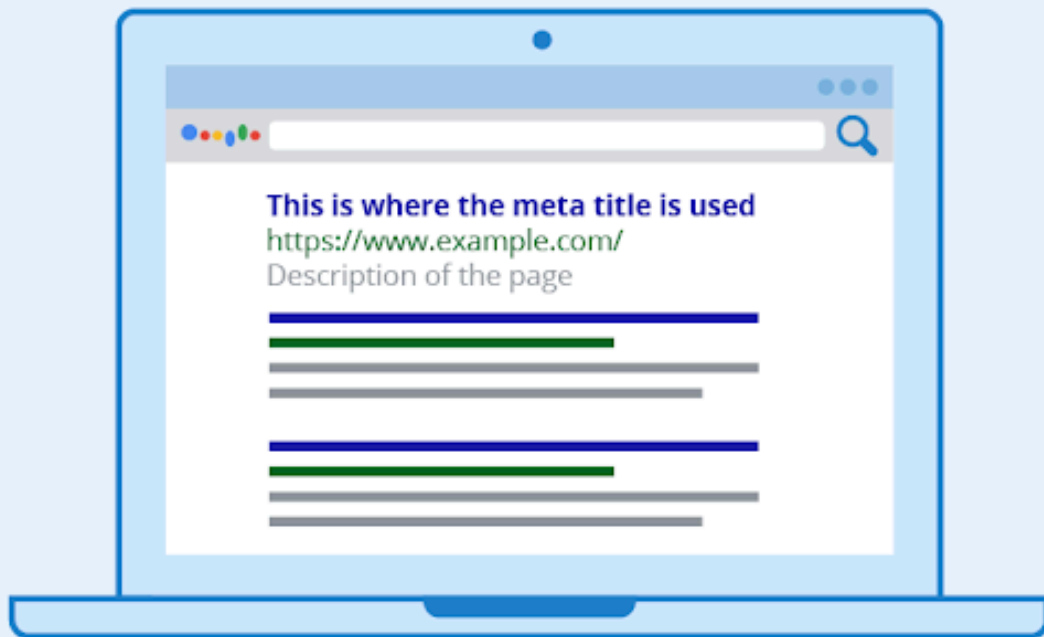 This is where the meta title is used
https://www.example.com/
Description of the page